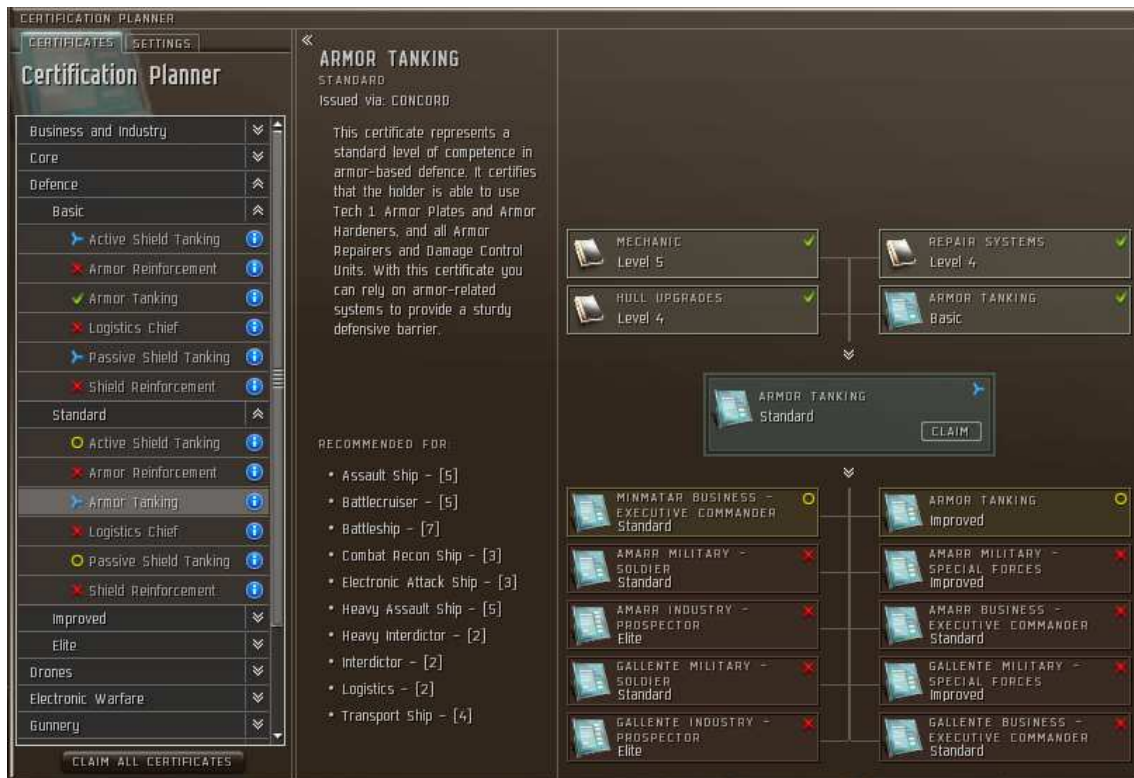 CERTIFICATION PLANNER
CERTIFICATES
SETTINGS
Certification Planner
Business and Industry
Core
Defence
Basic
Active Shield Tanking
Armor Reinforcement
Armor Tanking
Logistics Chief
Passive Shield Tanking
Shield Reinforcement
Standard
Active Shield Tanking
Armor Reinforcement
Armor Tanking
Logistics Chief
Passive Shield Tanking
Shield Reinforcement
Improved
Elite
Drones
Electronic Warfare
Gunnery
CLAIM ALL CERTIFICATES
ARMOR TANKING
STANDARD
Issued via: CONCORD
This certificate represents a
standard level of competence in
armor-based defence. It certifies
that the holder is able to use
Tech 1 Armor Plates and Armor
Hardeners, and all Armor
Repairers and Damage Control
Units. With this certificate you
can rely on armor-related
systems to provide a sturdy
defensive barrier.
RECOMMENDED FOR:
• Assault Ship - [5]
• Battlecruiser - [5]
• Battleship - [7]
• Combat Recon Ship - [3]
• Electronic Attack Ship - [3]
• Heavy Assault Ship - [5]
• Heavy Interdictor - [2]
• Interdictor - [2]
• Logistics - [2]
• Transport Ship - [4]
MECHANIC
Level 5
REPAIR SYSTEMS
Level 4
HULL UPGRADES
Level 4
ARMOR TANKING
Basic
ARMOR TANKING
Standard
CLAIM
MINMATAR BUSINESS -
EXECUTIVE COMMANDER
Standard
ARMOR TANKING
Improved
AMARR MILITARY -
SOLDIER
Standard
AMARR MILITARY -
SPECIAL FORCES
Improved
AMARR INDUSTRY -
PROSPECTOR
Elite
AMARR BUSINESS -
EXECUTIVE COMMANDER
Standard
GALLENTE MILITARY -
SOLDIER
Standard
GALLENTE MILITARY -
SPECIAL FORCES
Improved
GALLENTE INDUSTRY -
PROSPECTOR
Elite
GALLENTE BUSINESS -
EXECUTIVE COMMANDER
Standard